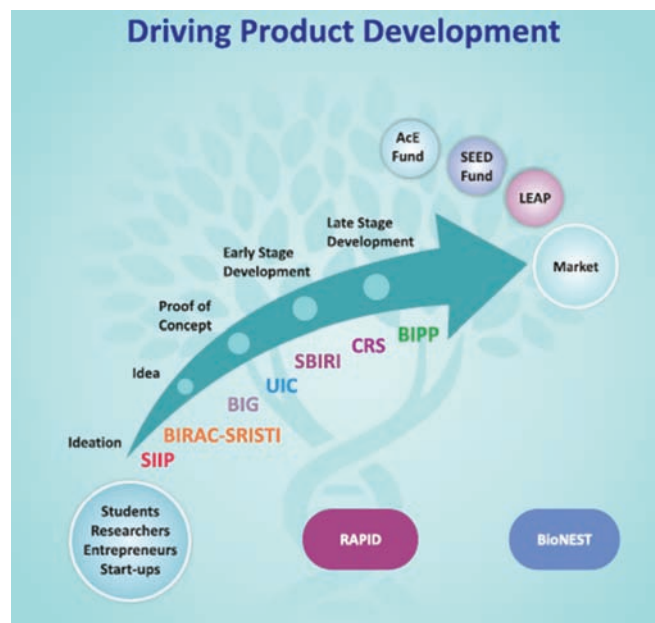 Driving Product Development
AcE
Fund
SEED
Fund
LEAP
Market
Late Stage
Development
Early Stage
Development
Proof of
Concept
Idea
Ideation
BIPP
CRS
SBIRI
UIC
BIG
BIRAC-SRISTI
SIIP
Students
Researchers
Entrepreneurs
Start-ups
RAPID
BioNEST